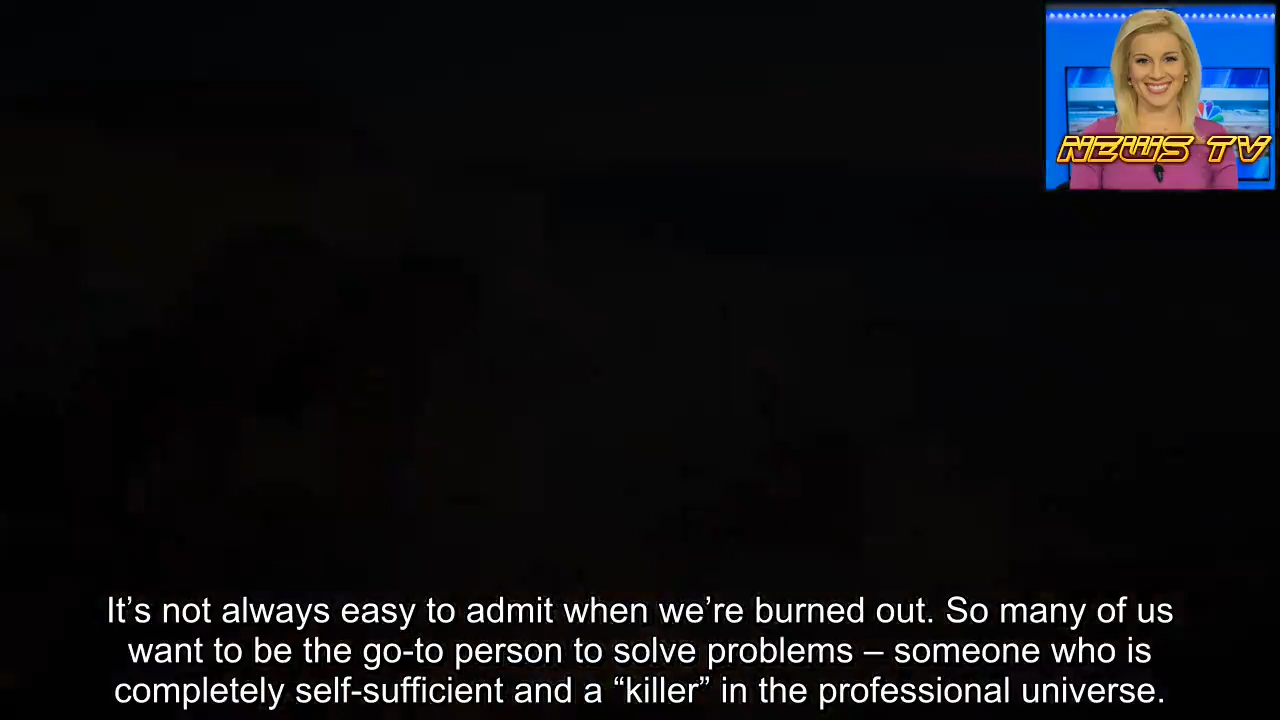 NEWS TV
It’s not always easy to admit when we’re burned out. So many of us
want to be the go-to person to solve problems – someone who is
completely self-sufficient and a “killer” in the professional universe.